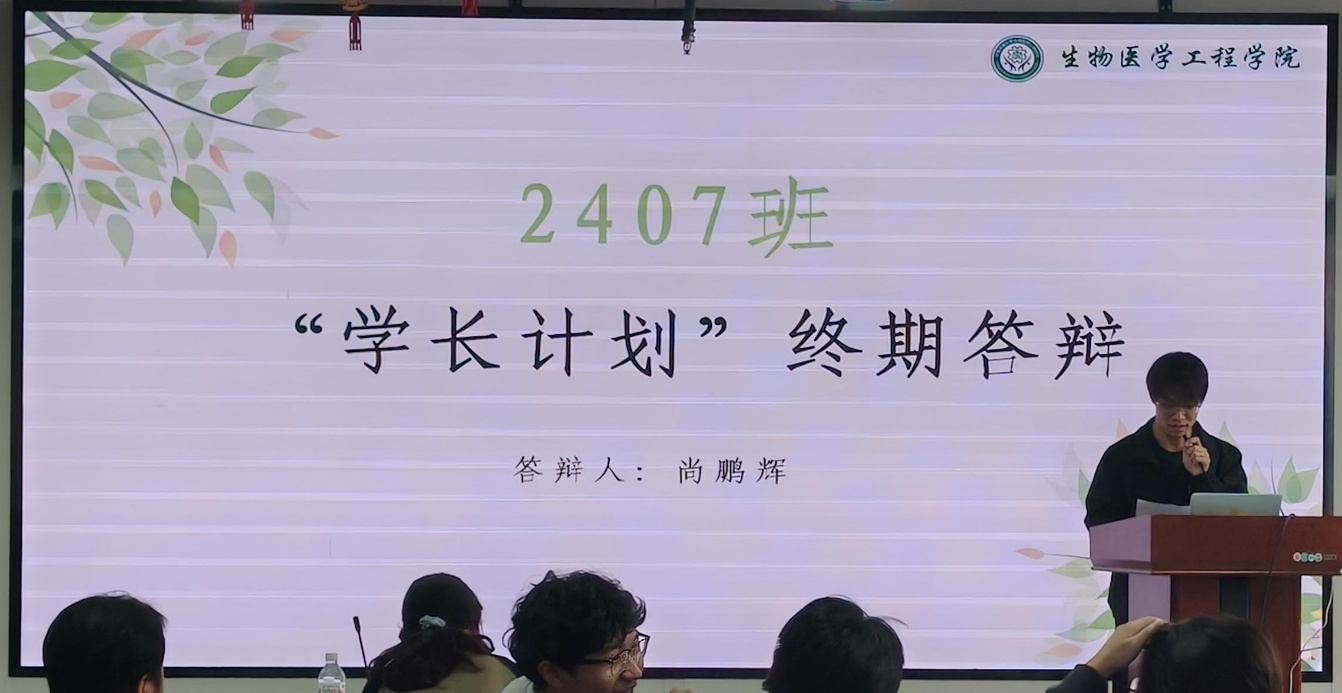 生物医学工程学院
2407班
“学长计划” 终期答辩
答辩人：尚鹏辉